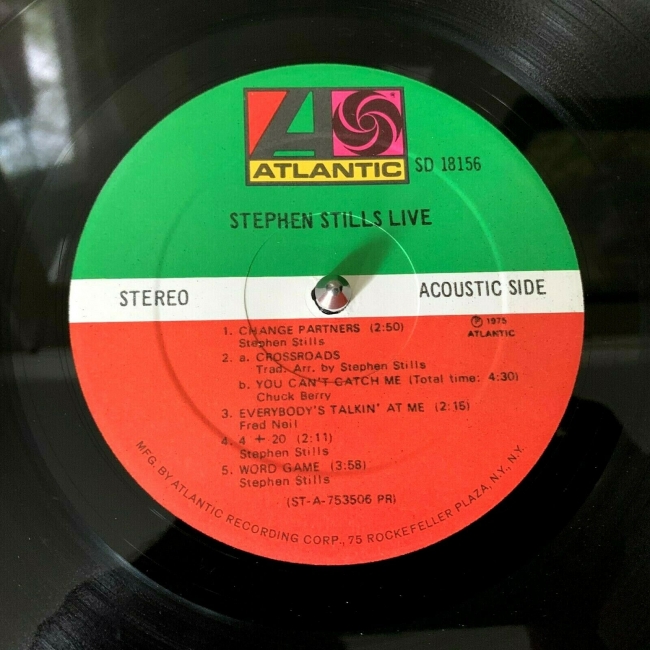 ATLANTIC
SD 18156
STEPHEN STILLS LIVE
STEREO
ACOUSTIC SIDE
℗ 1975
ATLANTIC
1. CHANGE PARTNERS (2:50)
Stephen Stills
2. a. CROSSROADS
Trad. Arr. by Stephen Stills
b. YOU CAN'T CATCH ME (Total time: 4:30)
Chuck Berry
3. EVERYBODY'S TALKIN' AT ME (2:15)
Fred Neil
4. 4 + 20 (2:11)
Stephen Stills
5. WORD GAME (3:58)
Stephen Stills
(ST-A-753506 PR)
MFG. BY ATLANTIC RECORDING CORP., 75 ROCKEFELLER PLAZA, N.Y., N.Y.